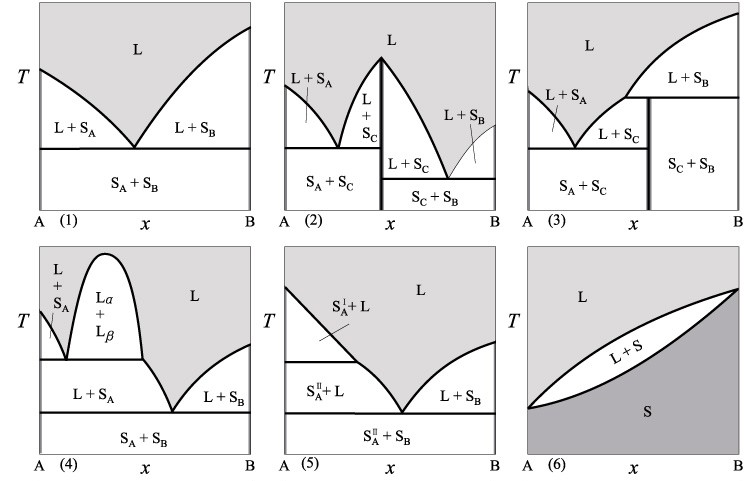 L
T
L + S_A
L + S_B
S_A + S_B
A (1) x B
L
L + S_A
L
+
S_C
L + S_B
L + S_C
S_A + S_C
S_C + S_B
A (2) x B
L
T
L + S_B
L + S_A
L + S_C
S_C + S_B
S_A + S_C
A (3) x B
L
+
S_A
Lα
+
Lβ
L
T
L + S_A
L + S_B
S_A + S_B
A (4) x B
T
L
S_A^I + L
S_A^II + L
L + S_B
S_A^II + S_B
A (5) x B
T
L
L + S
S
A (6) x B